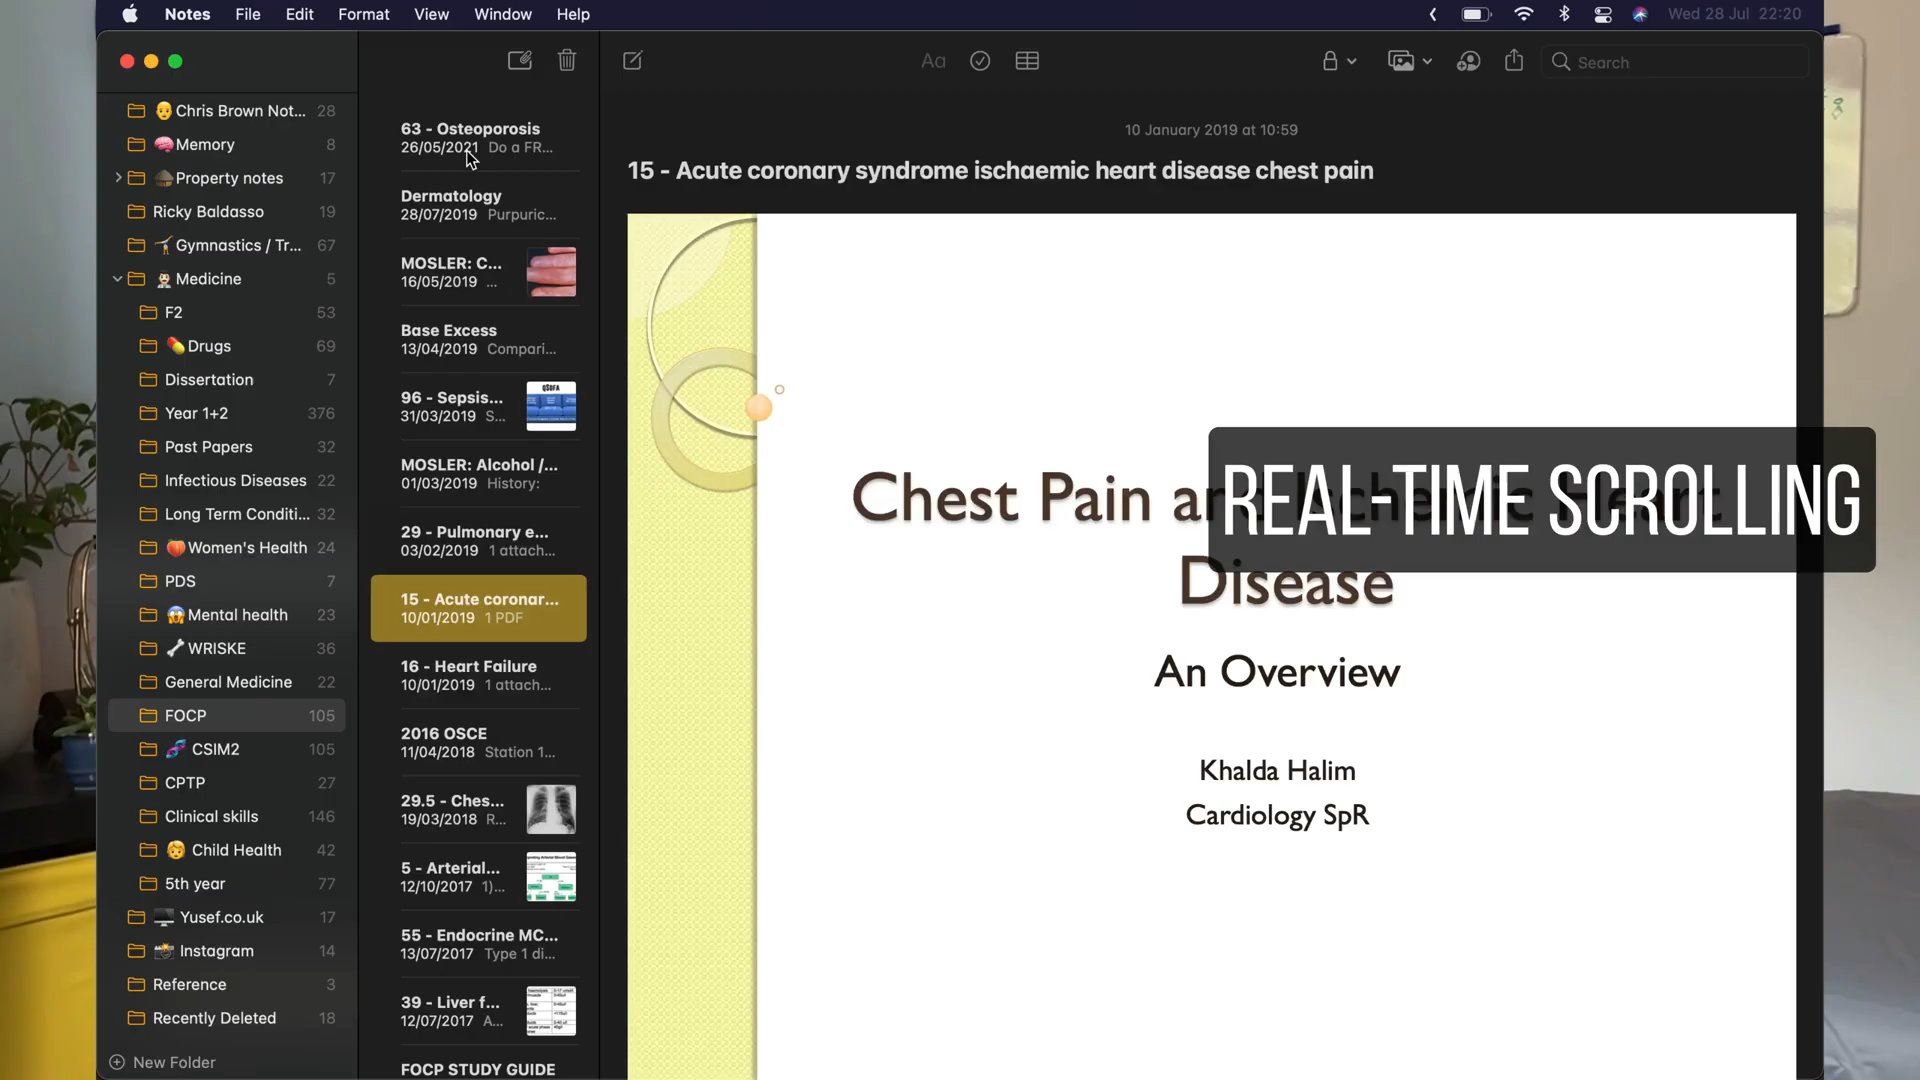 Notes File Edit Format View Window Help
Wed 28 Jul 22:20
Aa
Search
Chris Brown Not... 28
Memory 8
Property notes 17
Ricky Baldasso 19
Gymnastics / Tr... 67
Medicine 5
F2 53
Drugs 69
Dissertation 7
Year 1+2 376
Past Papers 32
Infectious Diseases 22
Long Term Conditi... 32
Women's Health 24
PDS 7
Mental health 23
WRISKE 36
General Medicine 22
FOCP 105
CSIM2 105
CPTP 27
Clinical skills 146
Child Health 42
5th year 77
Yusef.co.uk 17
Instagram 14
Reference 3
Recently Deleted 18
New Folder
63 - Osteoporosis
26/05/2021 Do a FR...
Dermatology
28/07/2019 Purpuric...
MOSLER: C...
16/05/2019 ...
Base Excess
13/04/2019 Compari...
96 - Sepsis...
31/03/2019 S...
QSOFA
MOSLER: Alcohol /...
01/03/2019 History:
29 - Pulmonary e...
03/02/2019 1 attach...
15 - Acute coronar...
10/01/2019 1 PDF
16 - Heart Failure
10/01/2019 1 attach...
2016 OSCE
11/04/2018 Station 1...
29.5 - Ches...
19/03/2018 R...
5 - Arterial...
12/10/2017 1)...
55 - Endocrine MC...
13/07/2017 Type 1 di...
39 - Liver f...
12/07/2017 A...
FOCP STUDY GUIDE
10 January 2019 at 10:59
15 - Acute coronary syndrome ischaemic heart disease chest pain
Chest Pain and Ischemic Heart
Disease
REAL-TIME SCROLLING
An Overview
Khalda Halim
Cardiology SpR